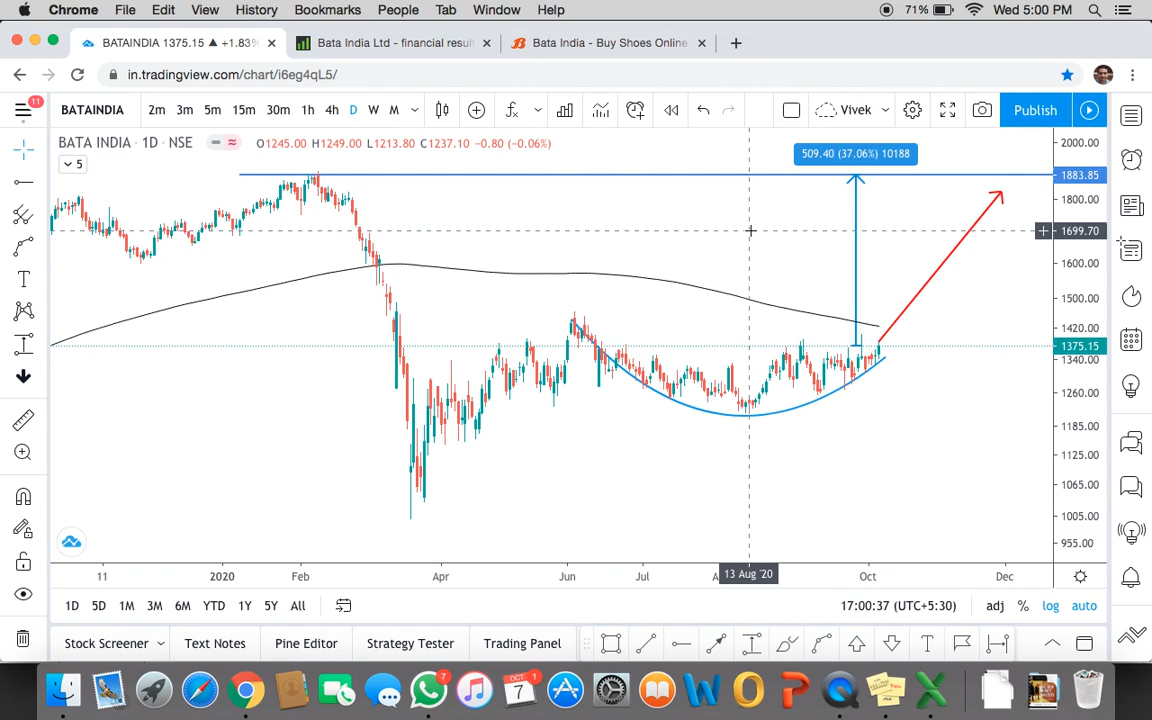 Chrome File Edit View History Bookmarks People Tab Window Help 71% Wed 5:00 PM
BATAINDIA 1375.15 ▲ +1.83%
Bata India Ltd - financial resul
Bata India - Buy Shoes Online
in.tradingview.com/chart/i6eg4qL5/
11
BATAINDIA 2m 3m 5m 15m 30m 1h 4h D W M Vivek Publish
BATA INDIA · 1D · NSE O1245.00 H1249.00 L1213.80 C1237.10 -0.80 (-0.06%)
5
509.40 (37.06%) 10188
2000.00
1883.85
1800.00
1699.70
1600.00
1500.00
1420.00
1375.15
1340.00
1260.00
1185.00
1125.00
1065.00
1005.00
955.00
11 2020 Feb Apr Jun Jul A 13 Aug '20 Oct Dec
1D 5D 1M 3M 6M YTD 1Y 5Y All 17:00:37 (UTC+5:30) adj % log auto
Stock Screener Text Notes Pine Editor Strategy Tester Trading Panel
7
OCT
7
1